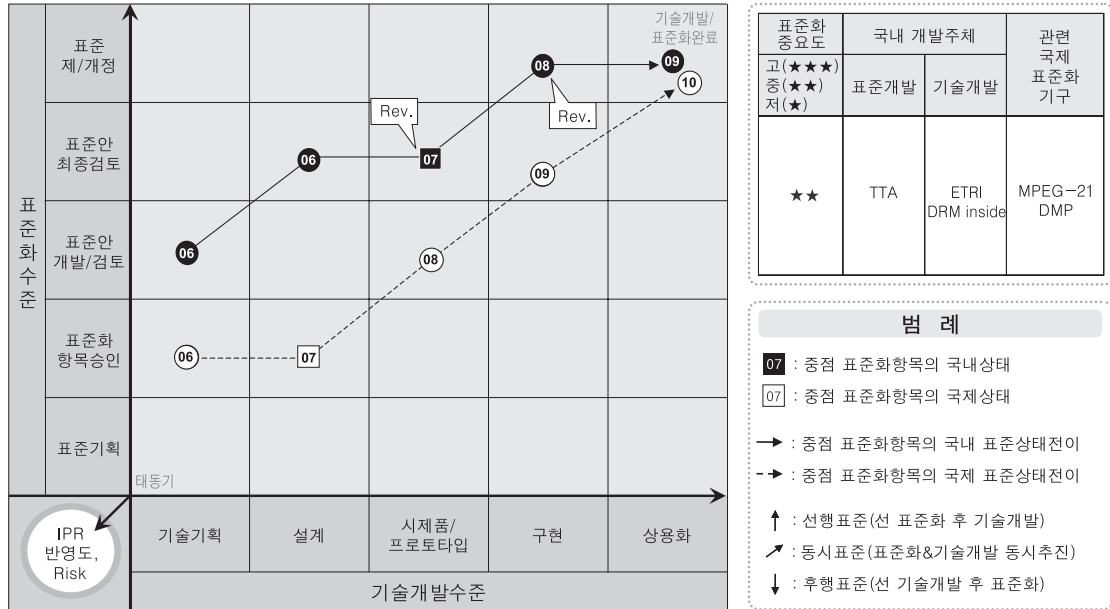 표준화수준
표준
제/개정
표준안
최종검토
표준안
개발/검토
표준화
항목승인
표준기획
기술개발/
표준화완료
09
10
08
Rev.
Rev.
06
07
09
06
08
06
07
태동기
IPR
반영도,
Risk
기술기획
설계
시제품/
프로토타입
구현
상용화
기술개발수준
표준화
중요도
국내 개발주체
관련
국제
표준화
기구
고(★★★)
중(★★)
저(★)
표준개발
기술개발
★★
TTA
ETRI
DRM inside
MPEG-21
DMP
범 례
07 : 중점 표준화항목의 국내상태
07 : 중점 표준화항목의 국제상태
→ : 중점 표준화항목의 국내 표준상태전이
⇢ : 중점 표준화항목의 국제 표준상태전이
↑ : 선행표준(선 표준화 후 기술개발)
↗ : 동시표준(표준화&기술개발 동시추진)
↓ : 후행표준(선 기술개발 후 표준화)